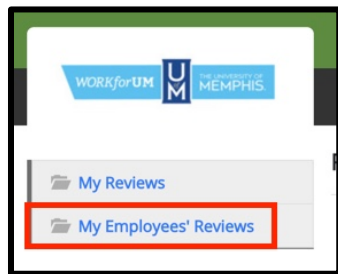 WORKforUM
UM
THE UNIVERSITY OF
MEMPHIS.
My Reviews
My Employees' Reviews